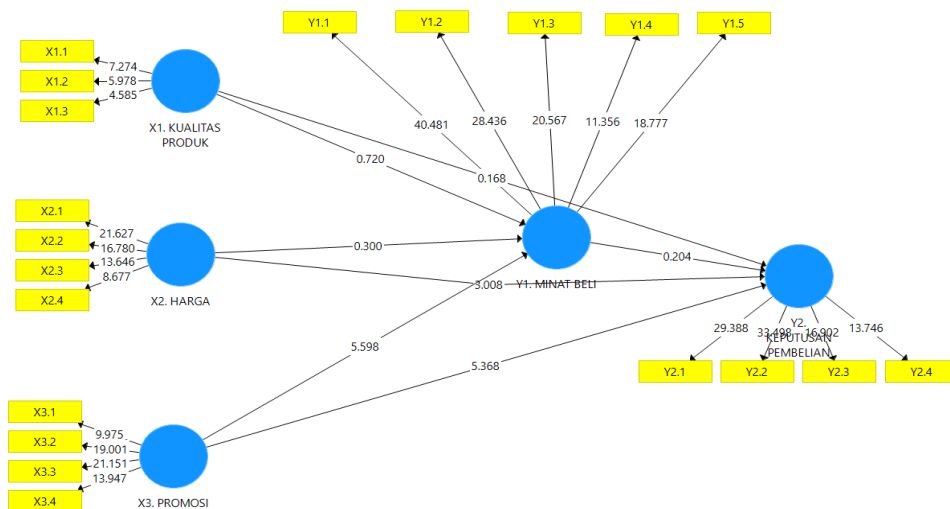 Y1.1
Y1.2
Y1.3
Y1.4
Y1.5
X1.1
X1.2
X1.3
7.274
5.978
4.585
X1. KUALITAS
PRODUK
40.481
28.436
20.567
11.356
18.777
0.720
0.168
X2.1
X2.2
X2.3
X2.4
21.627
16.780
13.646
8.677
X2. HARGA
0.300
3.008
Y1. MINAT BELI
0.204
5.598
5.368
Y2.
KEPUTUSAN
PEMBELIAN
29.388
33.498
16.902
13.746
Y2.1
Y2.2
Y2.3
Y2.4
X3.1
X3.2
X3.3
X3.4
9.975
19.001
21.151
13.947
X3. PROMOSI